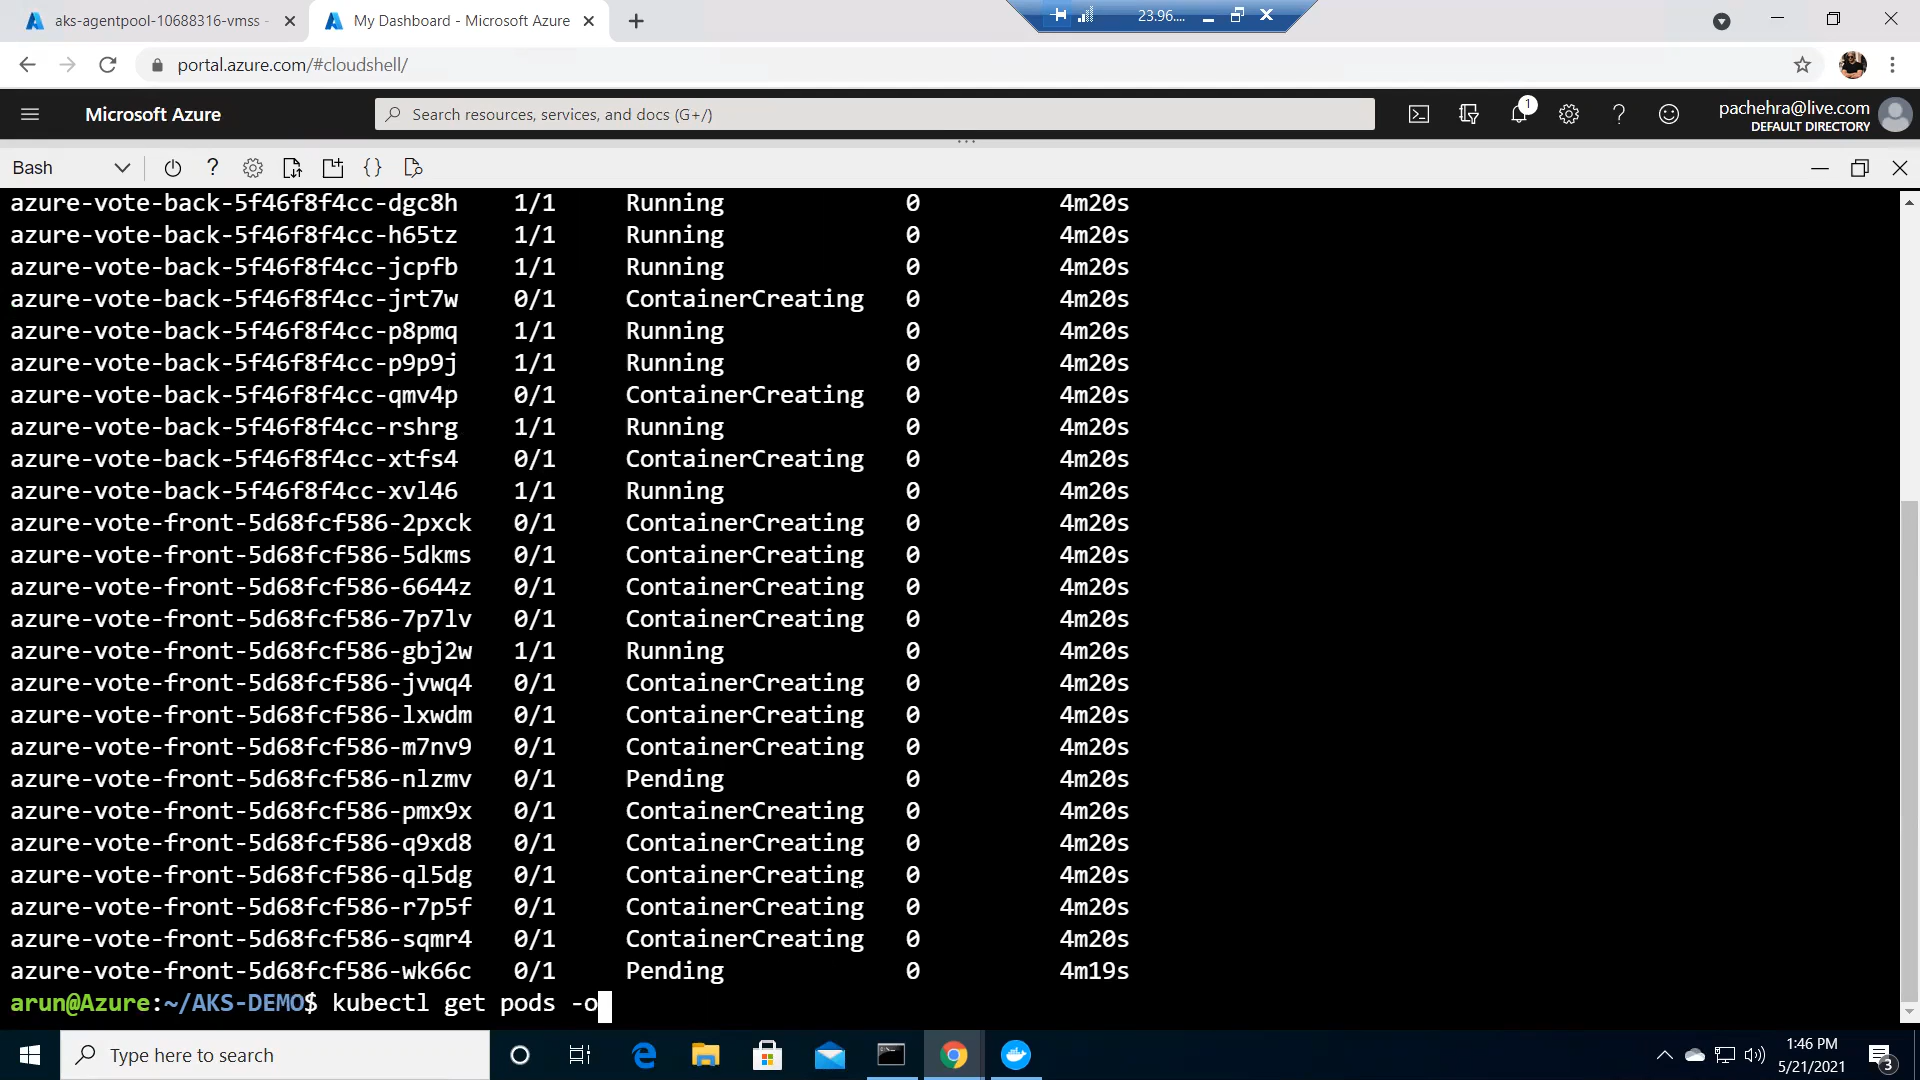 aks-agentpool-10688316-vmss -
My Dashboard - Microsoft Azure
23.96....
portal.azure.com/#cloudshell/
Microsoft Azure
Search resources, services, and docs (G+/)
1
pachehra@live.com
DEFAULT DIRECTORY
Bash
azure-vote-back-5f46f8f4cc-dgc8h 1/1 Running 0 4m20s
azure-vote-back-5f46f8f4cc-h65tz 1/1 Running 0 4m20s
azure-vote-back-5f46f8f4cc-jcpfb 1/1 Running 0 4m20s
azure-vote-back-5f46f8f4cc-jrt7w 0/1 ContainerCreating 0 4m20s
azure-vote-back-5f46f8f4cc-p8pmq 1/1 Running 0 4m20s
azure-vote-back-5f46f8f4cc-p9p9j 1/1 Running 0 4m20s
azure-vote-back-5f46f8f4cc-qmv4p 0/1 ContainerCreating 0 4m20s
azure-vote-back-5f46f8f4cc-rshrg 1/1 Running 0 4m20s
azure-vote-back-5f46f8f4cc-xtfs4 0/1 ContainerCreating 0 4m20s
azure-vote-back-5f46f8f4cc-xvl46 1/1 Running 0 4m20s
azure-vote-front-5d68fcf586-2pxck 0/1 ContainerCreating 0 4m20s
azure-vote-front-5d68fcf586-5dkms 0/1 ContainerCreating 0 4m20s
azure-vote-front-5d68fcf586-6644z 0/1 ContainerCreating 0 4m20s
azure-vote-front-5d68fcf586-7p7lv 0/1 ContainerCreating 0 4m20s
azure-vote-front-5d68fcf586-gbj2w 1/1 Running 0 4m20s
azure-vote-front-5d68fcf586-jvwq4 0/1 ContainerCreating 0 4m20s
azure-vote-front-5d68fcf586-lxwdm 0/1 ContainerCreating 0 4m20s
azure-vote-front-5d68fcf586-m7nv9 0/1 ContainerCreating 0 4m20s
azure-vote-front-5d68fcf586-nlzmv 0/1 Pending 0 4m20s
azure-vote-front-5d68fcf586-pmx9x 0/1 ContainerCreating 0 4m20s
azure-vote-front-5d68fcf586-q9xd8 0/1 ContainerCreating 0 4m20s
azure-vote-front-5d68fcf586-ql5dg 0/1 ContainerCreating 0 4m20s
azure-vote-front-5d68fcf586-r7p5f 0/1 ContainerCreating 0 4m20s
azure-vote-front-5d68fcf586-sqmr4 0/1 ContainerCreating 0 4m20s
azure-vote-front-5d68fcf586-wk66c 0/1 Pending 0 4m19s
arun@Azure:~/AKS-DEMO$ kubectl get pods -o
Type here to search
1:46 PM
5/21/2021
3